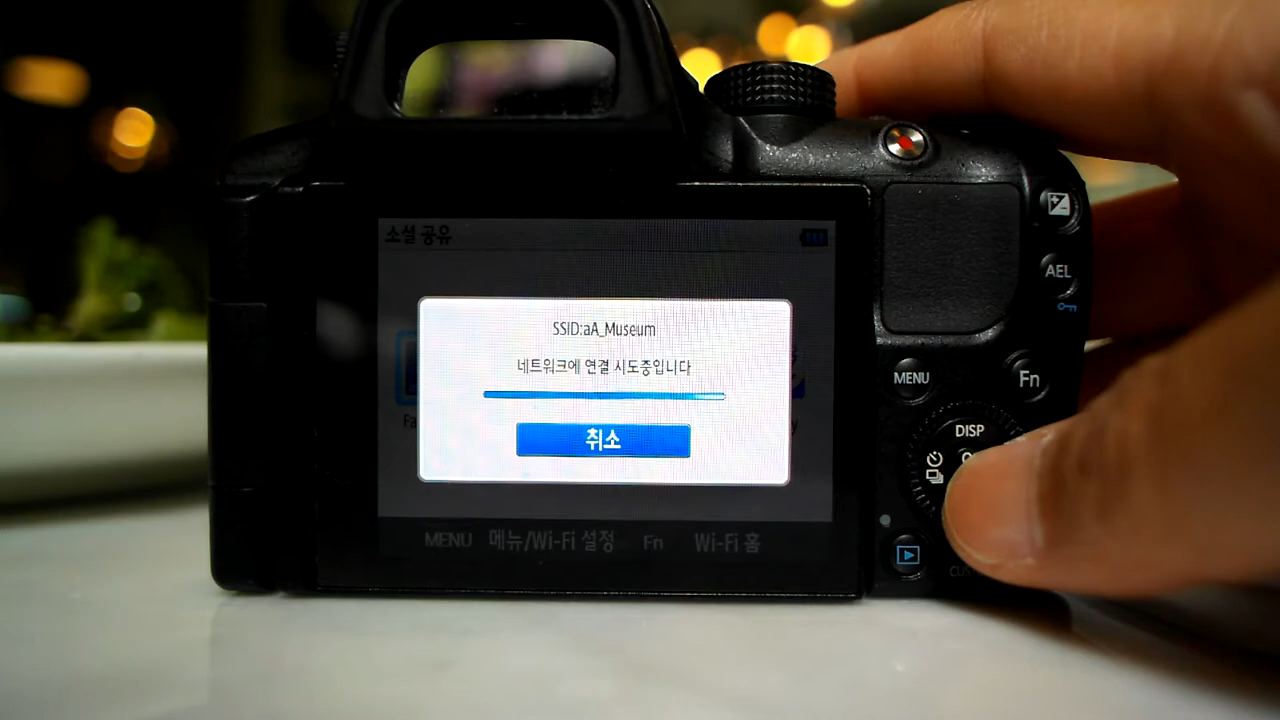 소셜 공유
SSID:aA_Museum
네트워크에 연결 시도중입니다
취소
MENU 메뉴/Wi-Fi 설정 Fn Wi-Fi 홈
AEL
MENU
Fn
DISP